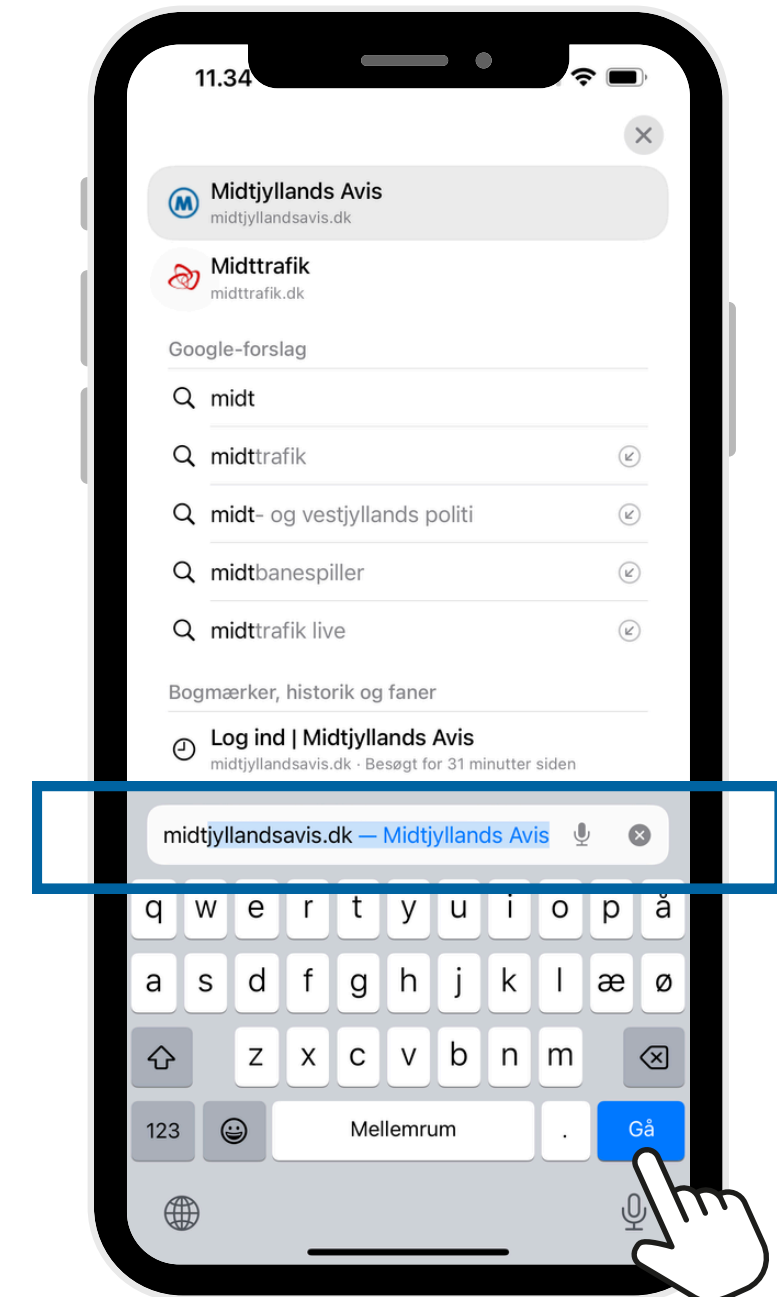 11.34
Midtjyllands Avis
midtjyllandsavis.dk
Midttrafik
midttrafik.dk
Google-forslag
midt
midttrafik
midt- og vestjyllands politi
midtbanespiller
midttrafik live
Bogmærker, historik og faner
Log ind | Midtjyllands Avis
midtjyllandsavis.dk · Besøgt for 31 minutter siden
midtjyllandsavis.dk — Midtjyllands Avis
q w e r t y u i o p å
a s d f g h j k l æ ø
z x c v b n m
123 Mellemrum . Gå